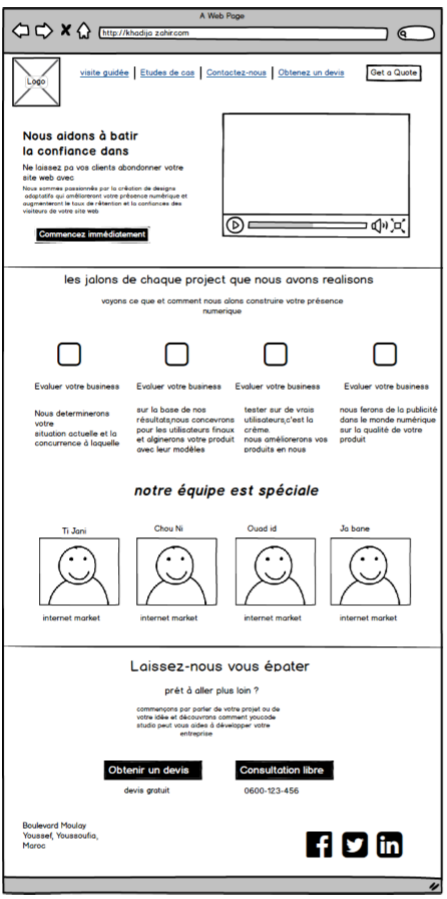 A Web Page
http://khadija zahir.com
Logo
visite guidée | Etudes de cas | Contactez-nous | Obtenez un devis
Get a Quote
Nous aidons à batir
la confiance dans
Ne laissez pa vos clients abandonner votre
site web avec
Nous sommes passionnés par la création de designs
adaptatifs qui amélioreront votre présence numérique et
augmenteront le taux de rétention et la confiances des
visiteurs de votre site web
Commencez immédiatement
les jalons de chaque project que nous avons realisons
voyons ce que et comment nous alons construire votre présence
numerique
Evaluer votre business
Evaluer votre business
Evaluer votre business
Evaluer votre business
Nous determinerons
votre
situation actuelle et la
concurrence à laquelle
sur la base de nos
résultats,nous concevrons
pour les utilisateurs finaux
et alginerons votre produit
avec leur modèles
tester sur de vrais
utilisateurs,c'est la
crème.
nous améliorerons vos
produits en nous
nous ferons de la publicité
dans le monde numérique
sur la qualité de votre
produit
notre équipe est spéciale
Ti Jani
Chou Ni
Ouad id
Ja bane
internet market
internet market
internet market
internet market
Laissez-nous vous épater
prét à aller plus loin ?
commençons par parler de votre projet ou de
votre idée et découvrons comment youcode
studio peut vous aides à développer votre
entreprise
Obtenir un devis
Consultation libre
devis gratuit
0600-123-456
Boulevard Moulay
Youssef, Youssoufia,
Maroc